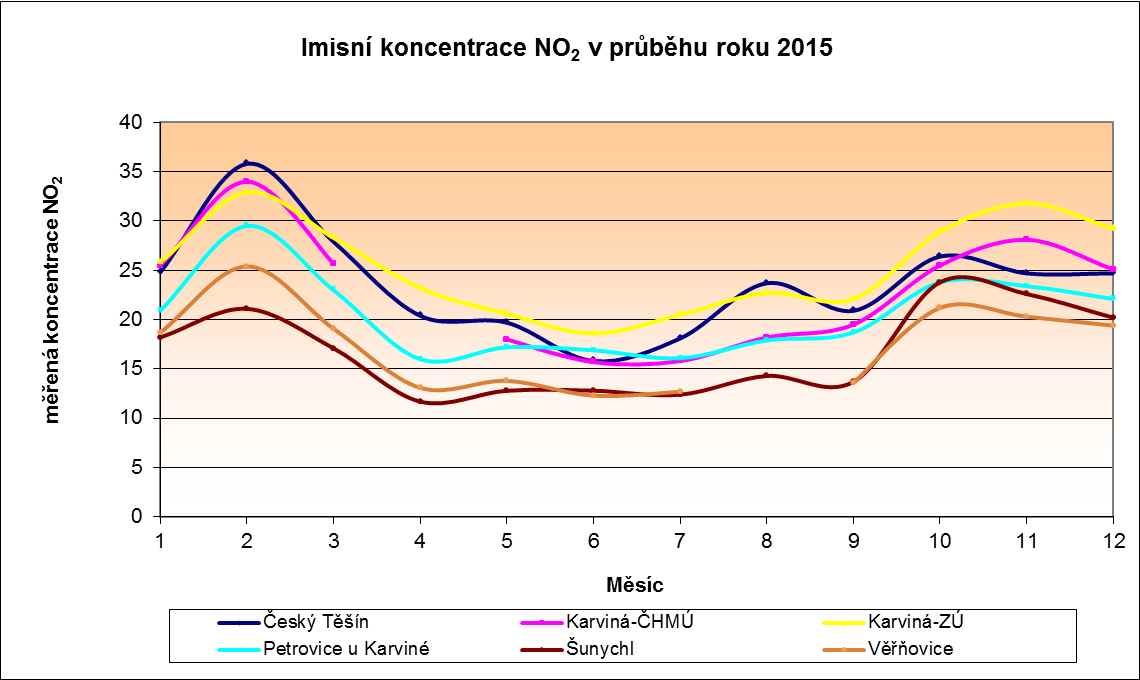 Imisní koncentrace NO₂ v průběhu roku 2015
měřená koncentrace NO₂
40
35
30
25
20
15
10
5
0
1 2 3 4 5 6 7 8 9 10 11 12
Měsíc
Český Těšín Karviná-ČHMÚ Karviná-ZÚ
Petrovice u Karviné Šunychl Věřňovice